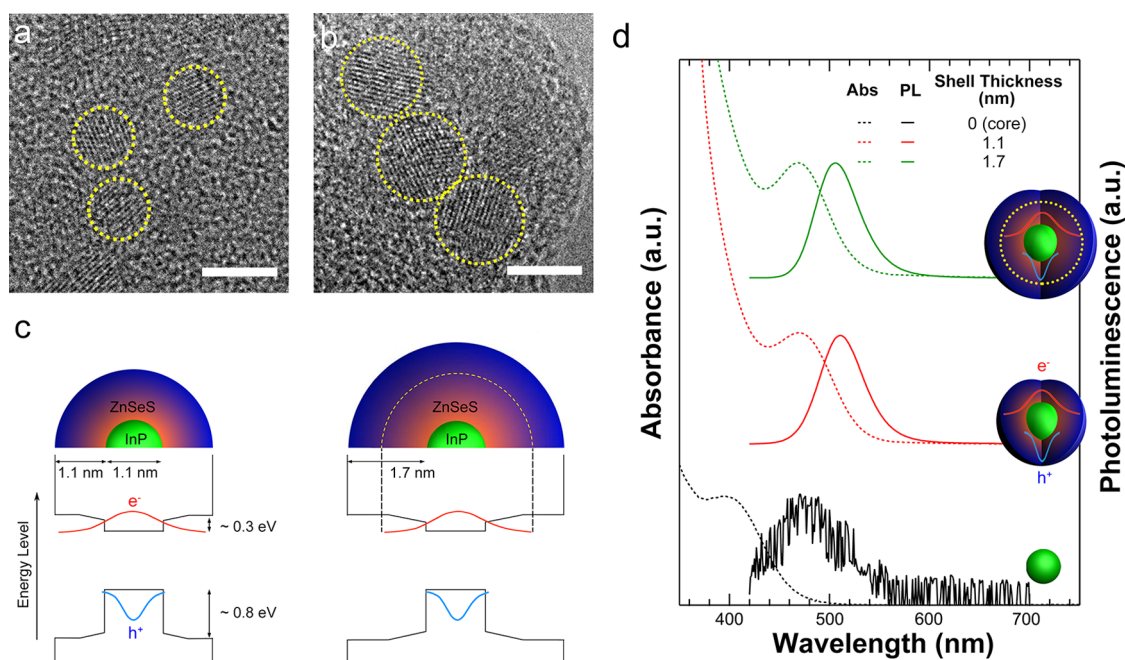 a
b
c
ZnSeS
InP
1.1 nm
1.1 nm
e-
~ 0.3 eV
~ 0.8 eV
h+
Energy Level
ZnSeS
InP
1.7 nm
d
Abs PL Shell Thickness
(nm)
0 (core)
1.1
1.7
e-
h+
Absorbance (a.u.)
Photoluminescence (a.u.)
400 500 600 700
Wavelength (nm)